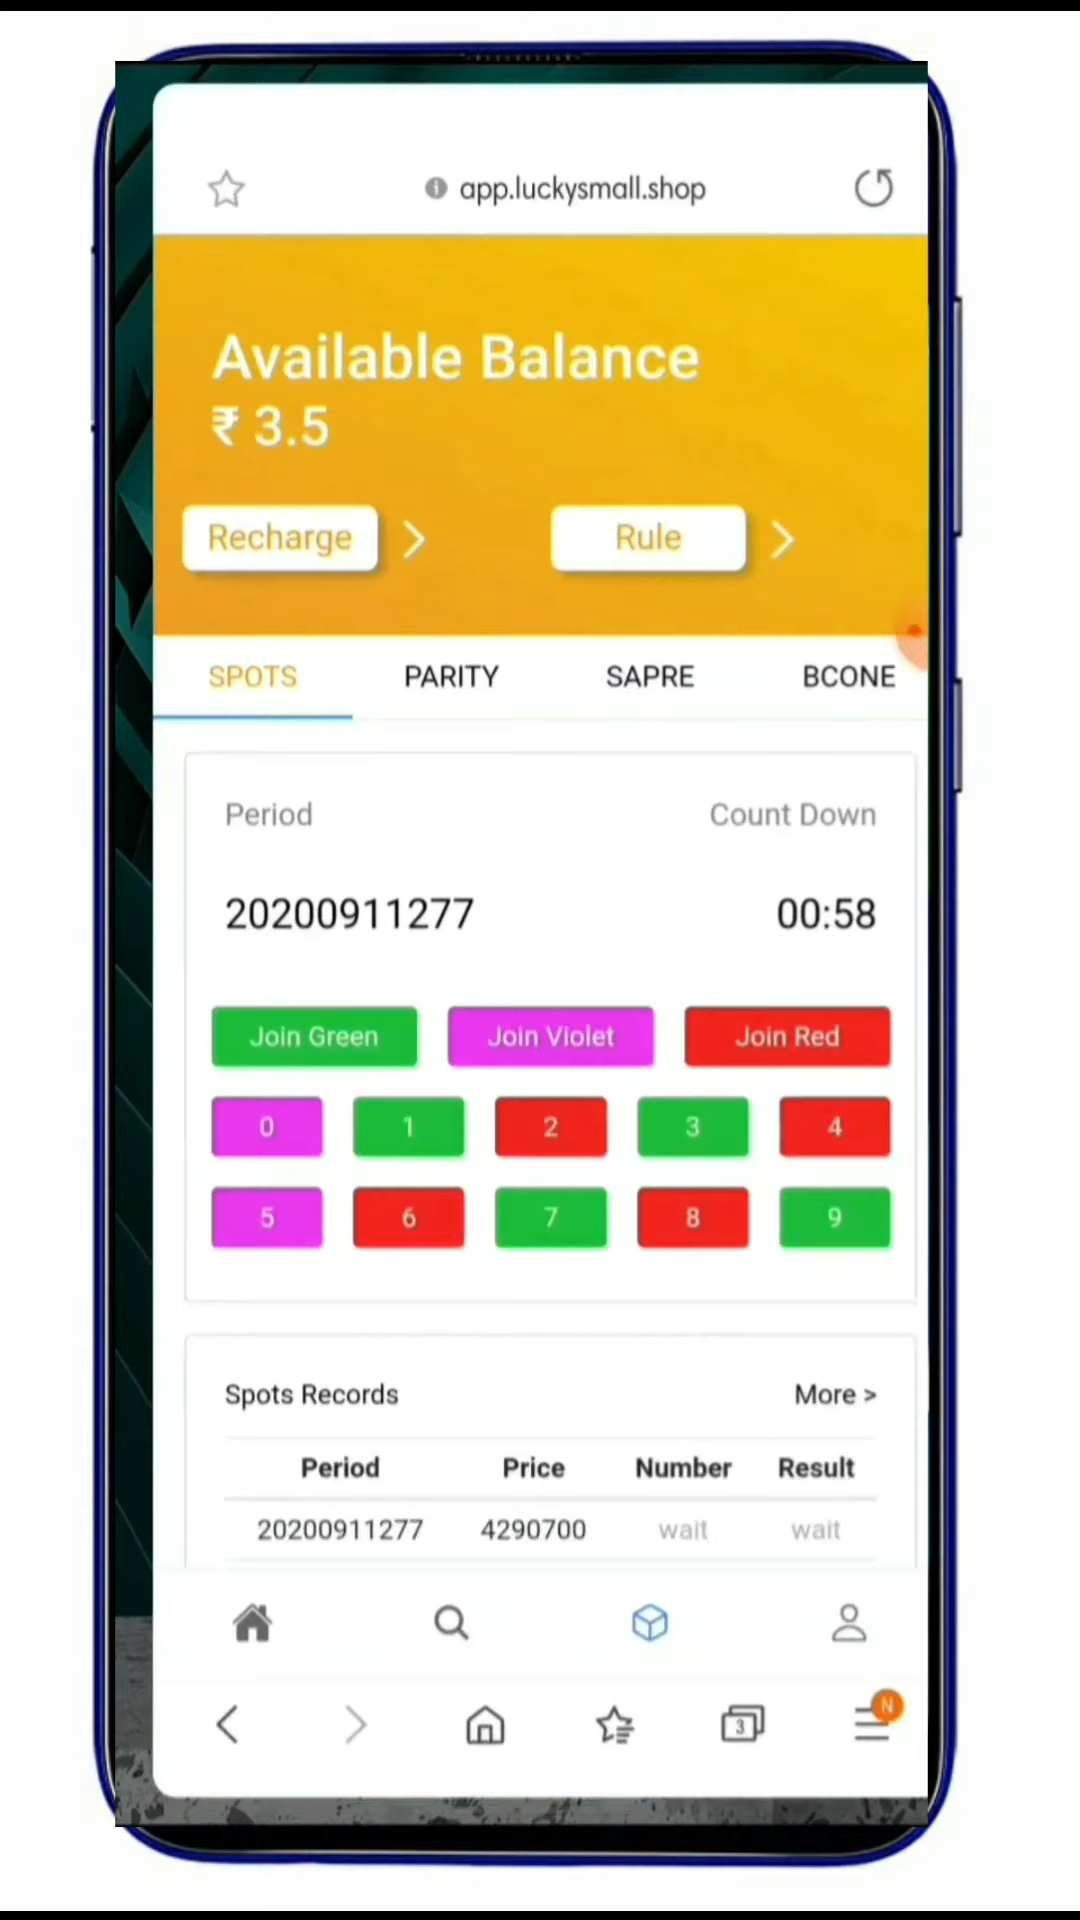 app.luckysmall.shop
Available Balance
₹ 3.5
Recharge
Rule
SPOTS PARITY SAPRE BCONE
Period Count Down
20200911277 00:58
Join Green Join Violet Join Red
0 1 2 3 4
5 6 7 8 9
Spots Records More >
Period Price Number Result
20200911277 4290700 wait wait
3
N